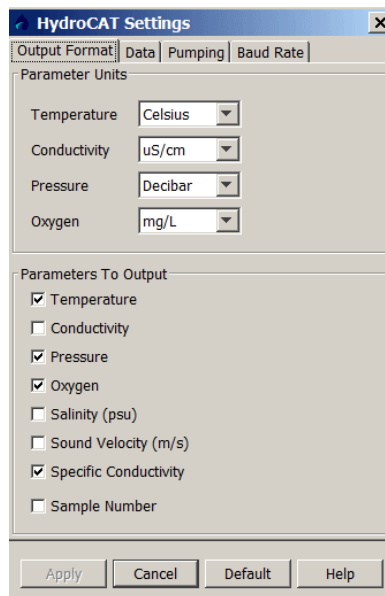 HydroCAT Settings
Output Format Data Pumping Baud Rate
Parameter Units
Temperature Celsius
Conductivity uS/cm
Pressure Decibar
Oxygen mg/L
Parameters To Output
Temperature
Conductivity
Pressure
Oxygen
Salinity (psu)
Sound Velocity (m/s)
Specific Conductivity
Sample Number
Apply Cancel Default Help